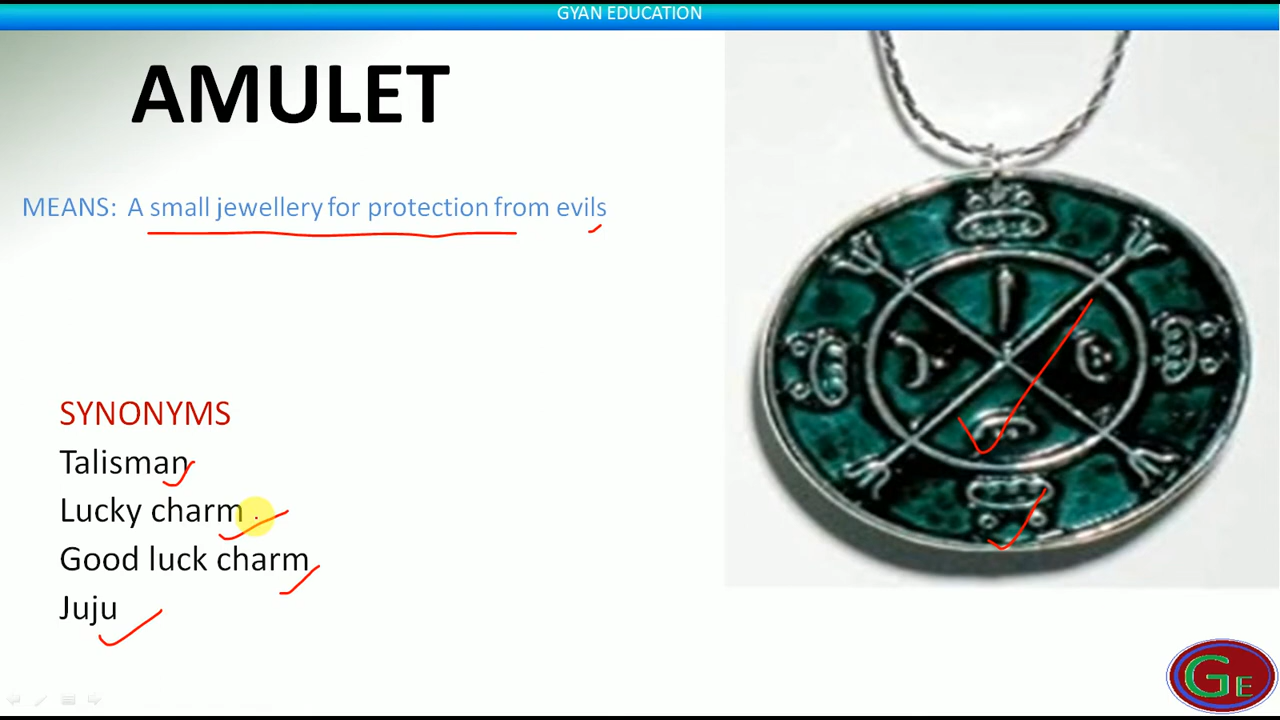 GYAN EDUCATION
AMULET
MEANS: A small jewellery for protection from evils
SYNONYMS
Talisman
Lucky charm
Good luck charm
Juju
GE